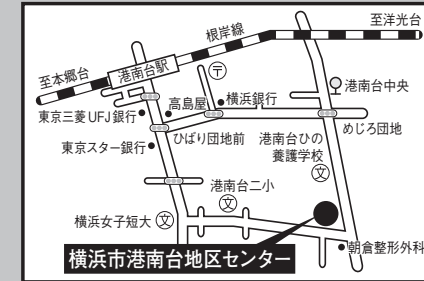 至洋光台
根岸線
港南台駅
至本郷台
〒
港南台中央
高島屋
横浜銀行
東京三菱UFJ銀行
めじろ団地
ひばり団地前
港南台ひの
養護学校
東京スター銀行
文
港南台二小
文
横浜女子短大
文
朝倉整形外科
横浜市港南台地区センター